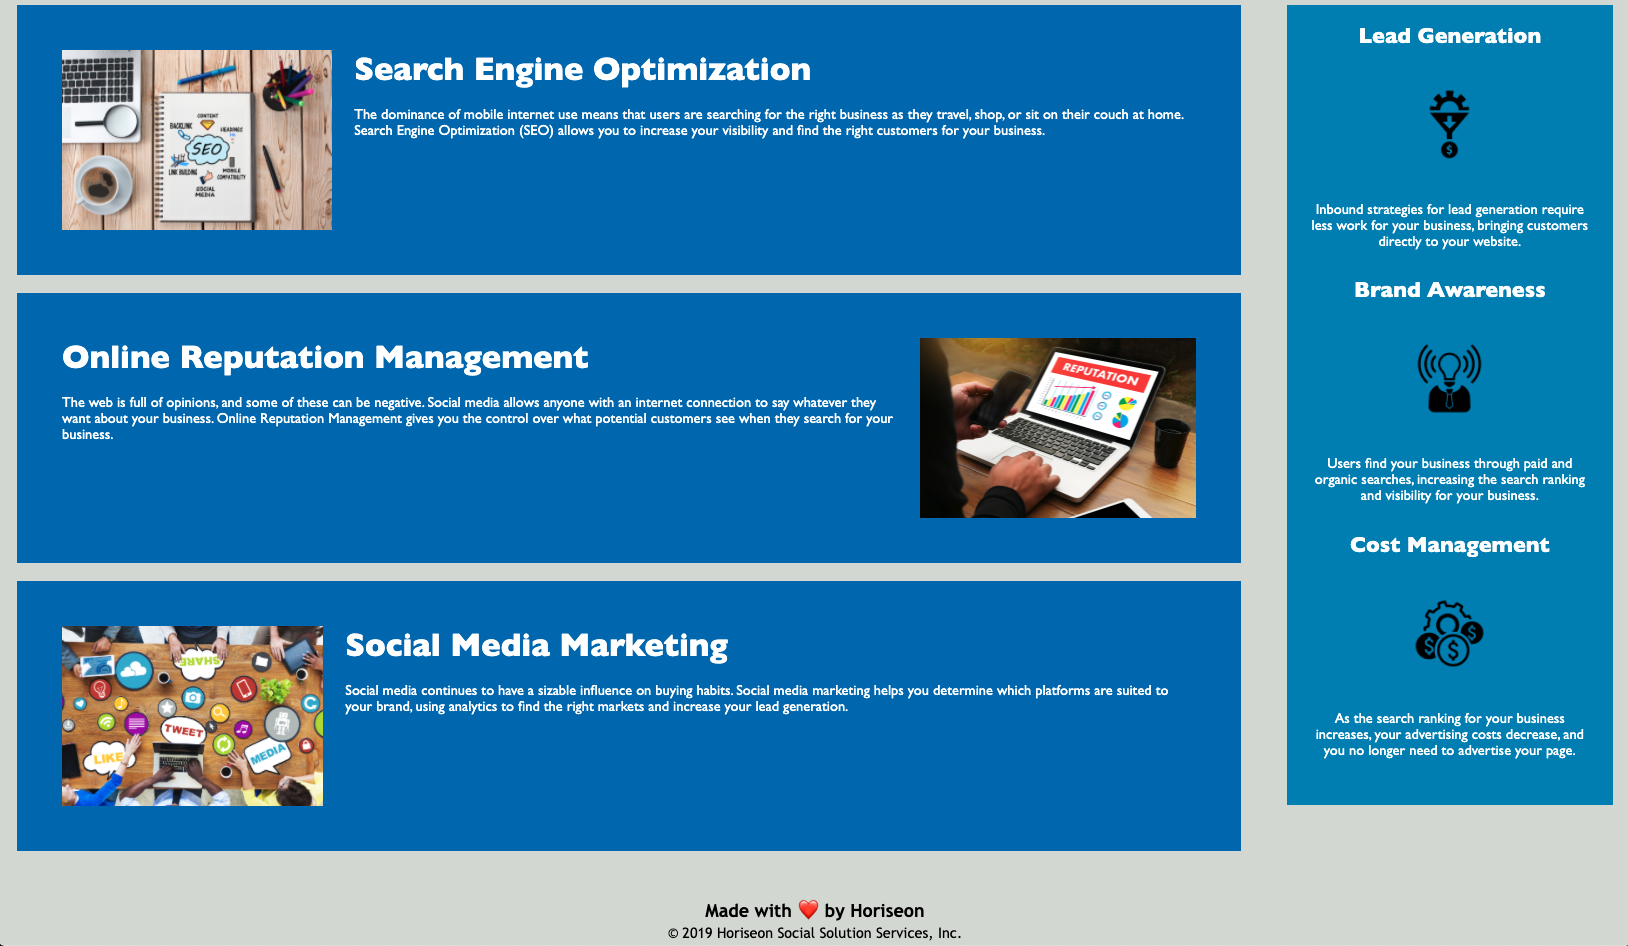 Search Engine Optimization
The dominance of mobile internet use means that users are searching for the right business as they travel, shop, or sit on their couch at home.
Search Engine Optimization (SEO) allows you to increase your visibility and find the right customers for your business.
CONTENT
BACKLINK
HEADINGS
SEO
LINK BUILDING
MOBILE
COMPATIBILITY
SOCIAL
MEDIA
Online Reputation Management
The web is full of opinions, and some of these can be negative. Social media allows anyone with an internet connection to say whatever they
want about your business. Online Reputation Management gives you the control over what potential customers see when they search for your
business.
REPUTATION
Social Media Marketing
Social media continues to have a sizable influence on buying habits. Social media marketing helps you determine which platforms are suited to
your brand, using analytics to find the right markets and increase your lead generation.
SHARE
TWEET
LIKE
MEDIA
Lead Generation
$
Inbound strategies for lead generation require
less work for your business, bringing customers
directly to your website.
Brand Awareness
Users find your business through paid and
organic searches, increasing the search ranking
and visibility for your business.
Cost Management
$ $ $
As the search ranking for your business
increases, your advertising costs decrease, and
you no longer need to advertise your page.
Made with ❤️ by Horiseon
© 2019 Horiseon Social Solution Services, Inc.